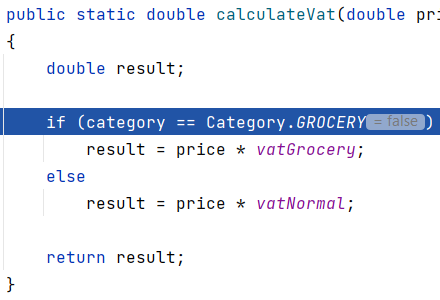 public static double calculateVat(double pri
{
    double result;
    if (category == Category.GROCERY = false )
        result = price * vatGrocery;
    else
        result = price * vatNormal;
    return result;
}